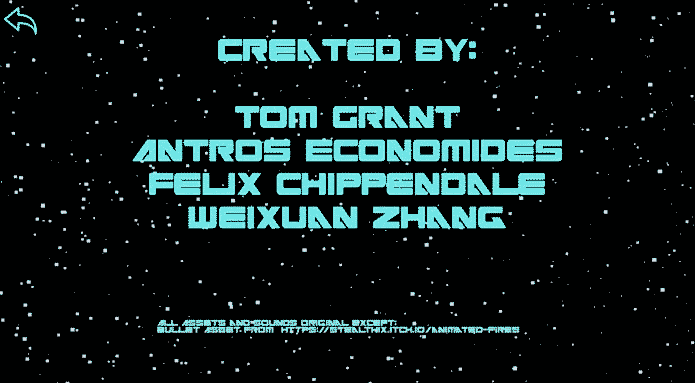 CREATED BY:
TOM GRANT
ANTROS ECONOMIDES
FELIX CHIPPENDALE
WEIXUAN ZHANG
ALL ASSETS AND SOUNDS ORIGINAL EXCEPT:
BULLET ASSET FROM HTTPS://STEALTHIX.ITCH.IO/ANIMATED-FIRES